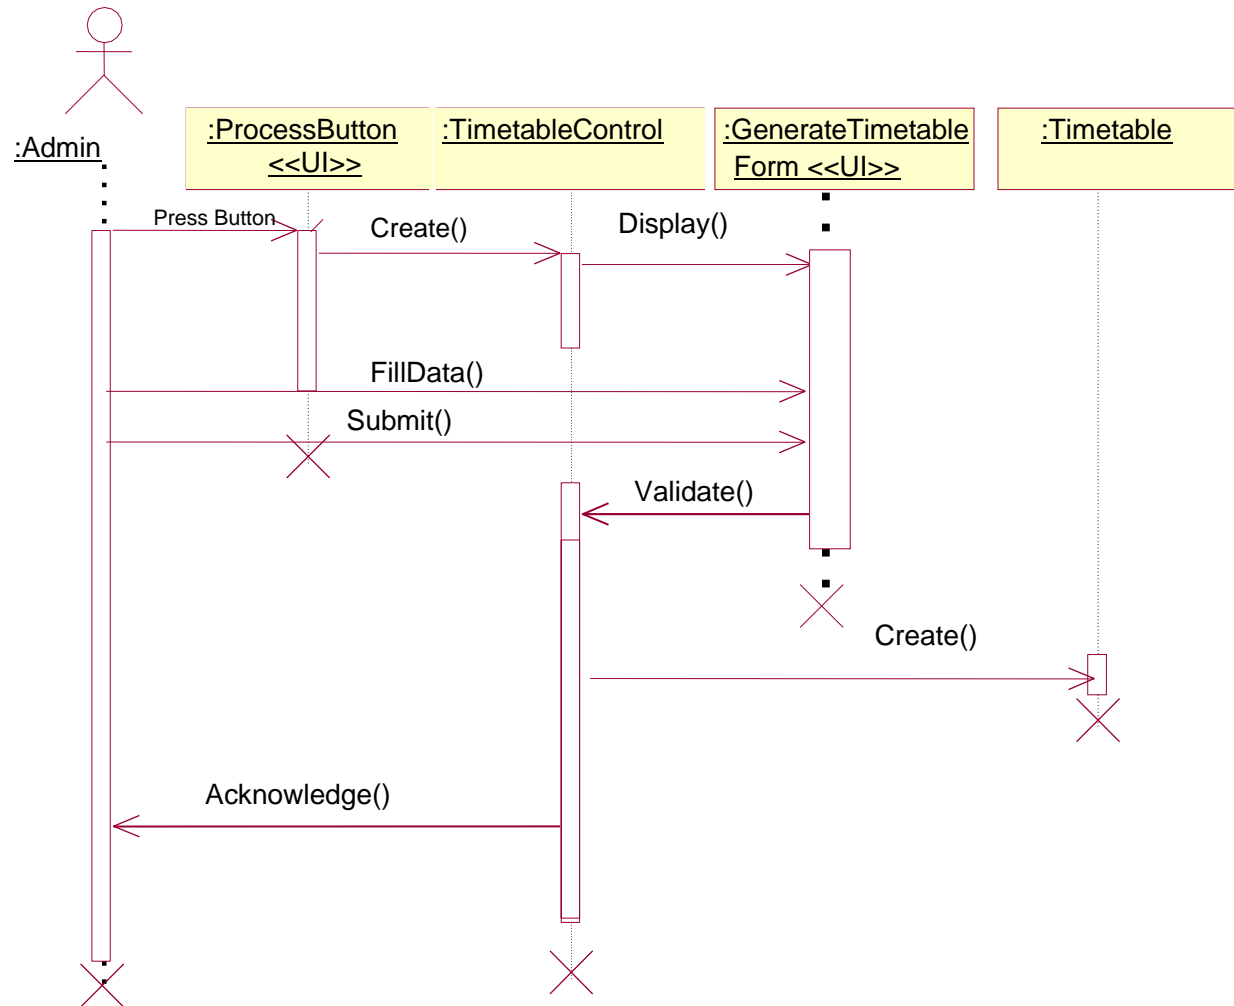 :Admin
:ProcessButton
<<UI>>
:TimetableControl
:GenerateTimetable
Form <<UI>>
:Timetable
Press Button
Create()
Display()
FillData()
Submit()
Validate()
Create()
Acknowledge()